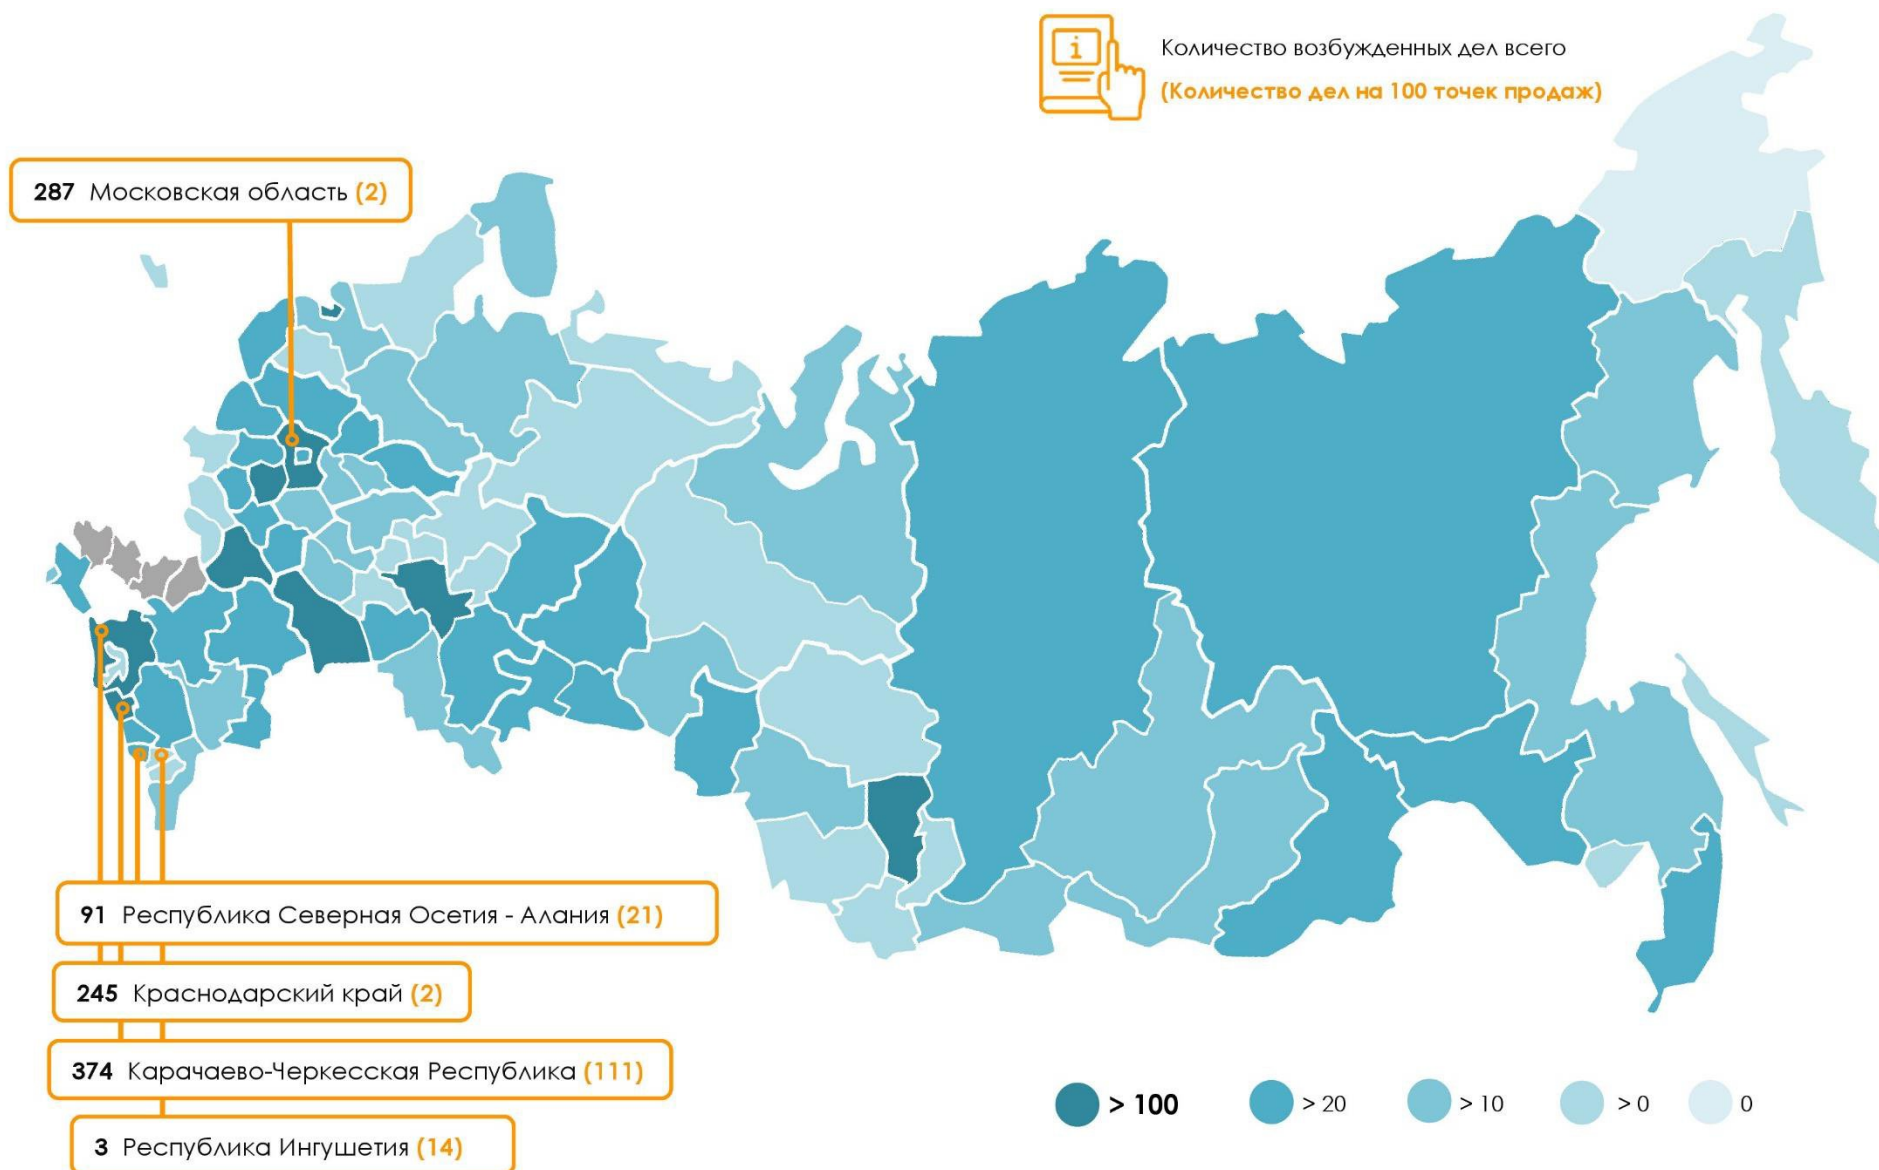 i
Количество возбужденных дел всего
(Количество дел на 100 точек продаж)
287 Московская область (2)
91 Республика Северная Осетия - Алания (21)
245 Краснодарский край (2)
374 Карачаево-Черкесская Республика (111)
3 Республика Ингушетия (14)
> 100 > 20 > 10 > 0 0